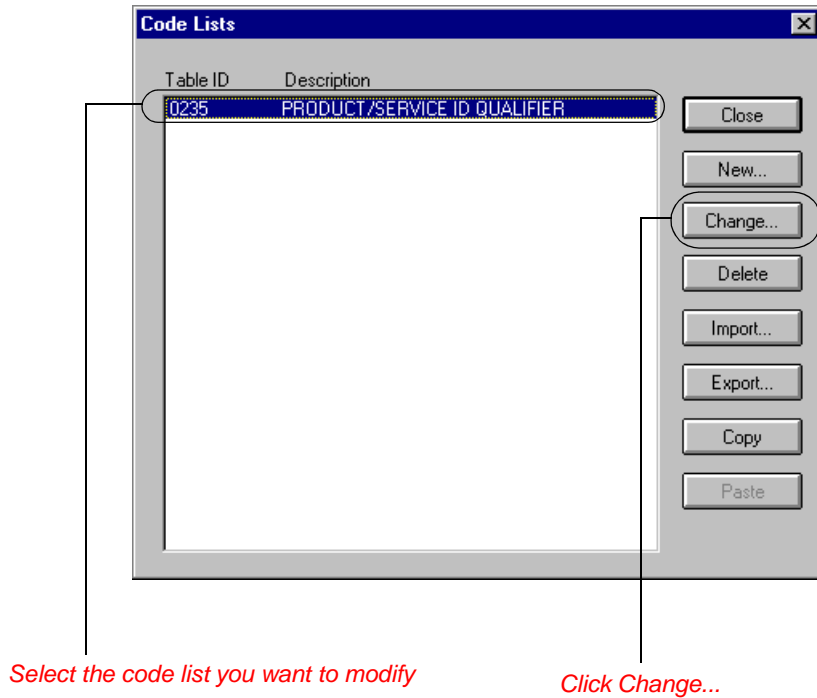 Code Lists
Table ID Description
0235 PRODUCT/SERVICE ID QUALIFIER
Close
New...
Change...
Delete
Import...
Export...
Copy
Paste
Select the code list you want to modify
Click Change...